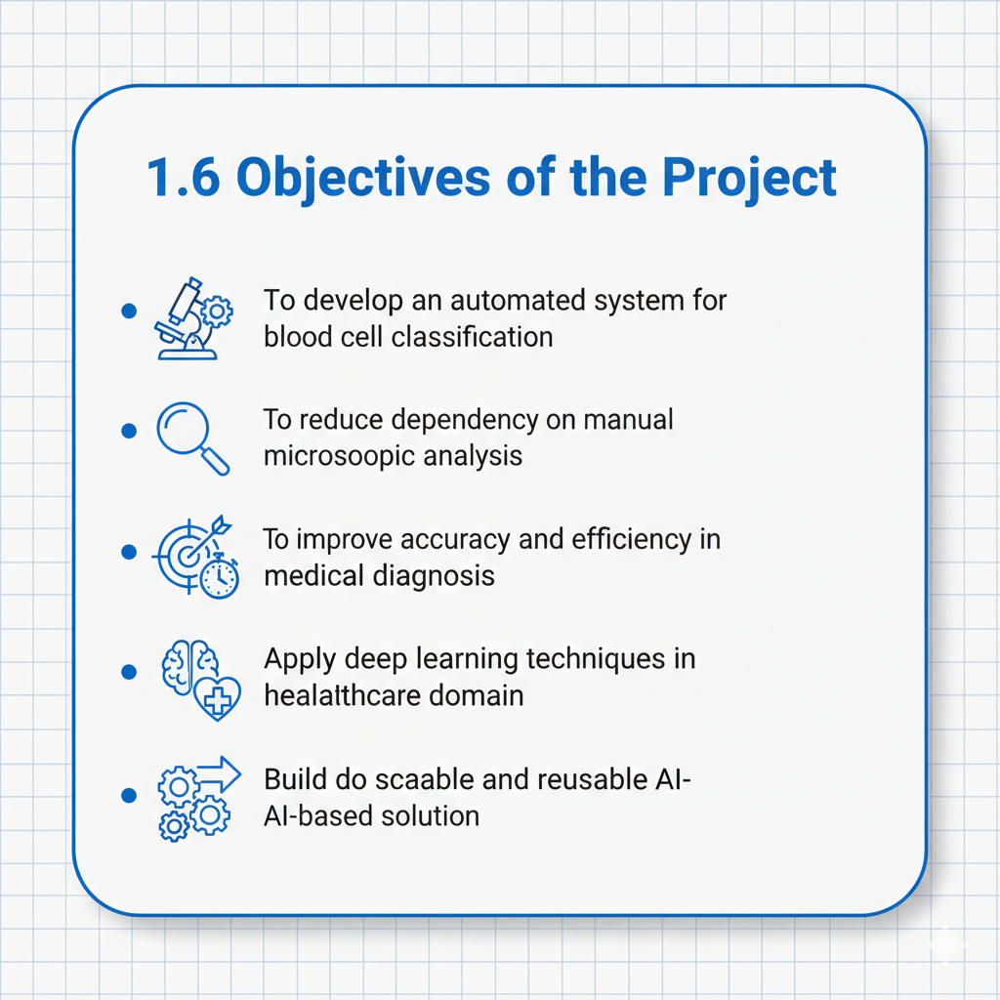 1.6 Objectives of the Project
To develop an automated system for
blood cell classification
To reduce dependency on manual
microsoopic analysis
To improve accuracy and efficiency in
medical diagnosis
Apply deep learning techniques in
healatthcare domain
Build do scaable and reusable AI-
AI-based solution